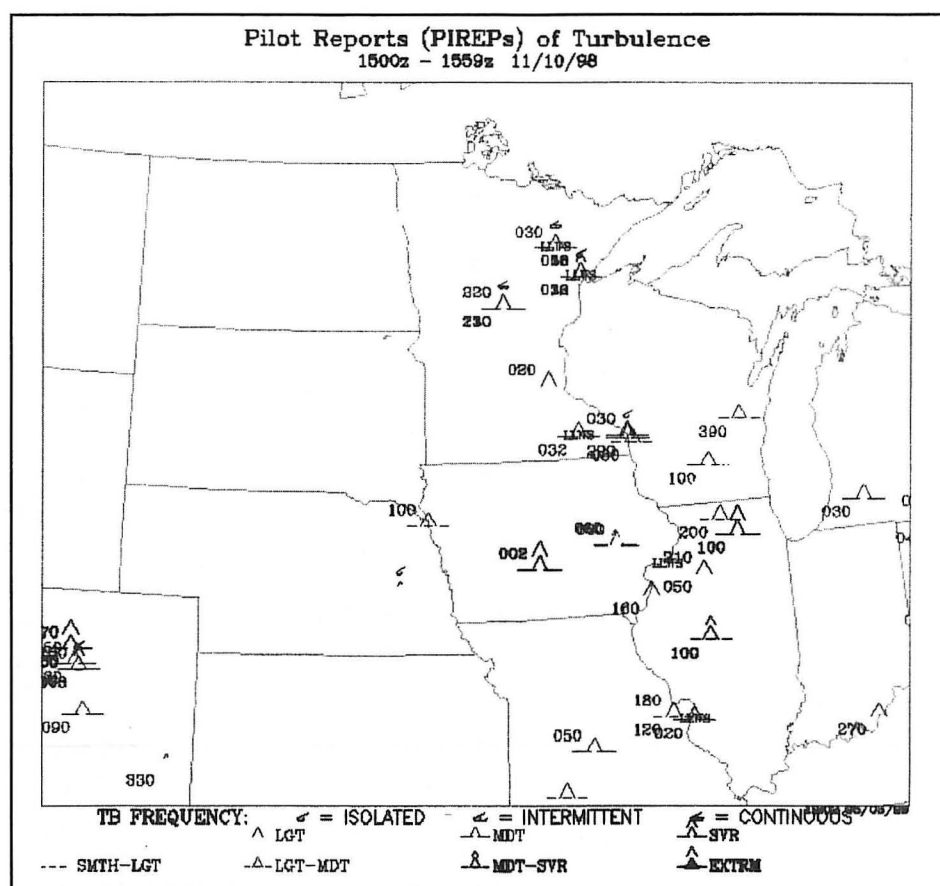 Pilot Reports (PIREPs) of Turbulence
1500z - 1559z 11/10/98
030
LLWS
LLWS
320
020
030
LLWS
032
390
100
030
100
200
100
002
210
LLWS
050
100
70
090
180
120
020
LLWS
050
270
330
TB FREQUENCY: = ISOLATED = INTERMITTENT = CONTINUOUS
LGT MDT SVR
SMTH-LGT LGT-MDT MDT-SVR EXTRM